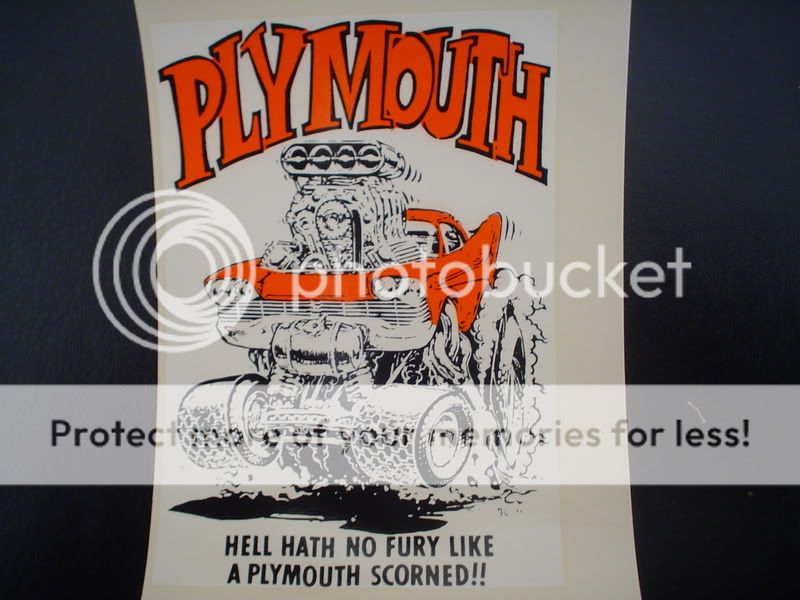 PLYMOUTH
photobucket
Protect more of your memories for less!
HELL HATH NO FURY LIKE
A PLYMOUTH SCORNED!!